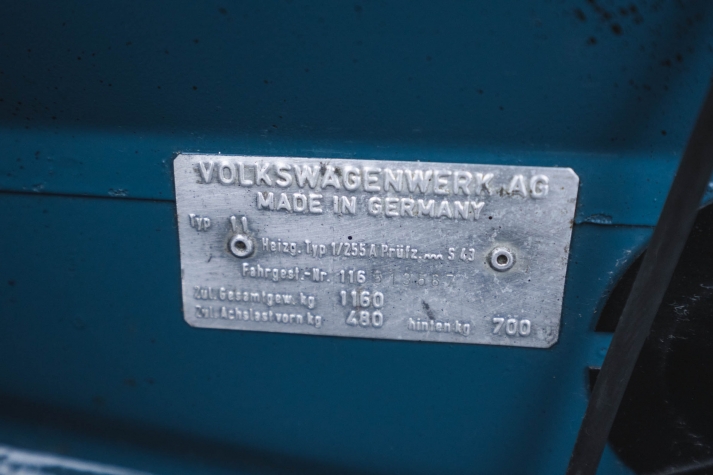 VOLKSWAGENWERK AG
MADE IN GERMANY
Typ 11
Heizg. Typ 1/255 A Prüfz. ~~~ S 43
Fahrgest.-Nr. 116
Zul. Gesamtgew. kg 1160
Zul. Achslast vorn kg 480 hinten kg 700